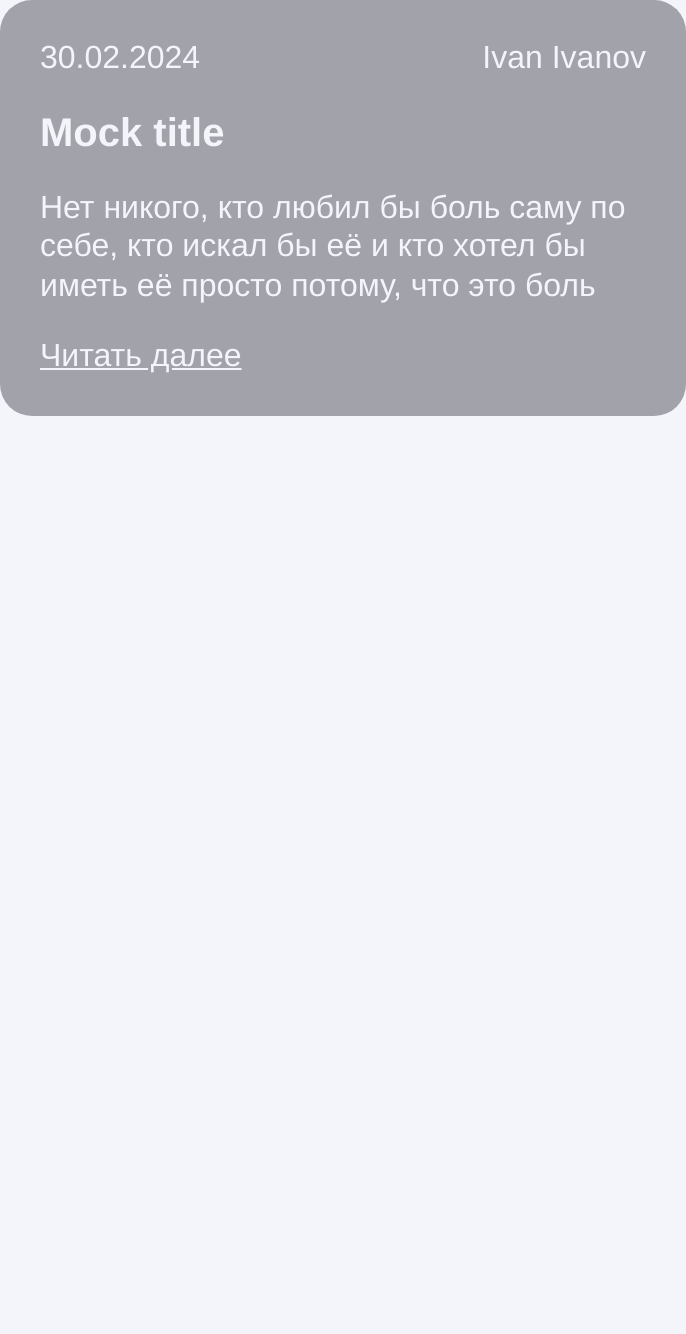 30.02.2024 Ivan Ivanov
Mock title
Нет никого, кто любил бы боль саму по
себе, кто искал бы её и кто хотел бы
иметь её просто потому, что это боль
Читать далее